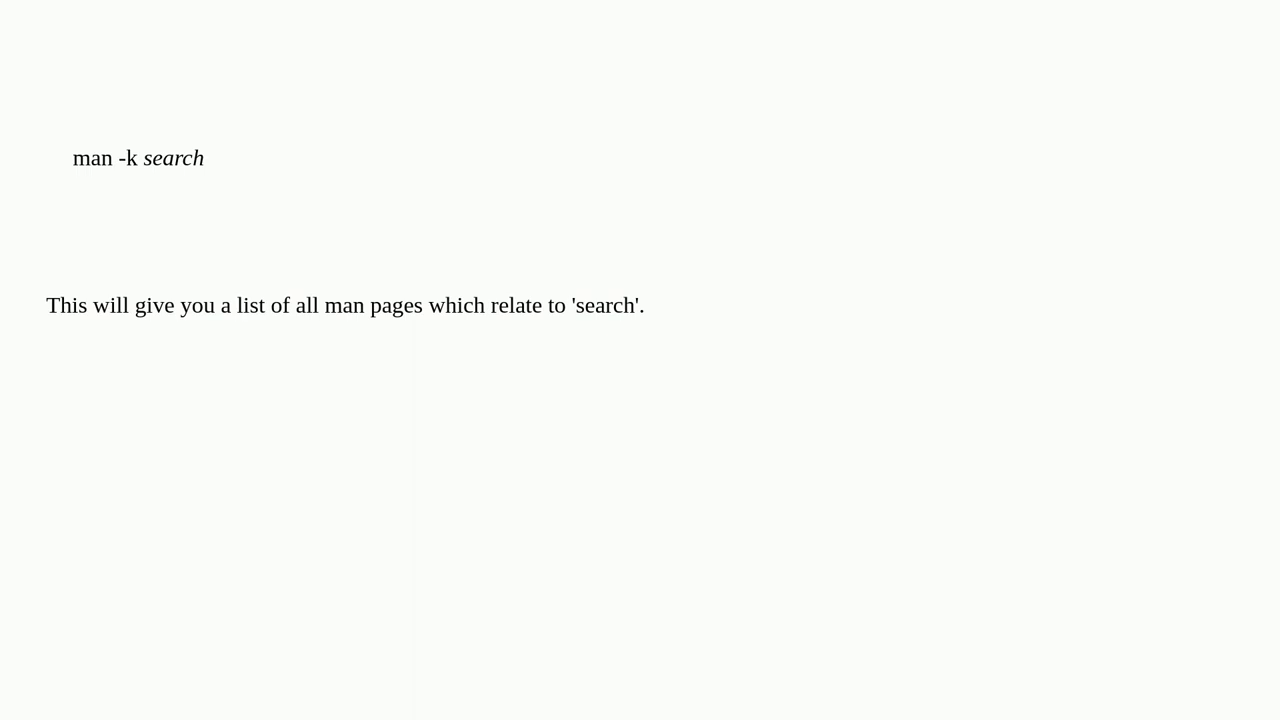 man -k search
This will give you a list of all man pages which relate to 'search'.